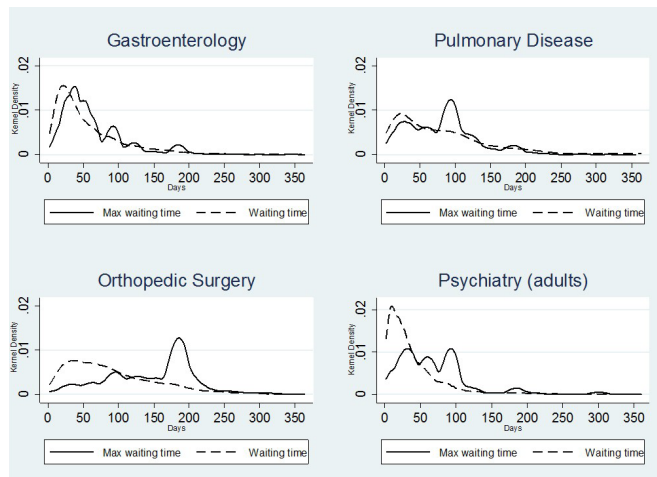 Gastroenterology
Kernel Density
0 .01 .02
0 50 100 150 200 250 300 350
Days
Max waiting time Waiting time
Pulmonary Disease
Kernel Density
0 .01 .02
0 50 100 150 200 250 300 350
Days
Max waiting time Waiting time
Orthopedic Surgery
Kernel Density
0 .01 .02
0 50 100 150 200 250 300 350
Days
Max waiting time Waiting time
Psychiatry (adults)
Kernel Density
0 .01 .02
0 50 100 150 200 250 300 350
Days
Max waiting time Waiting time